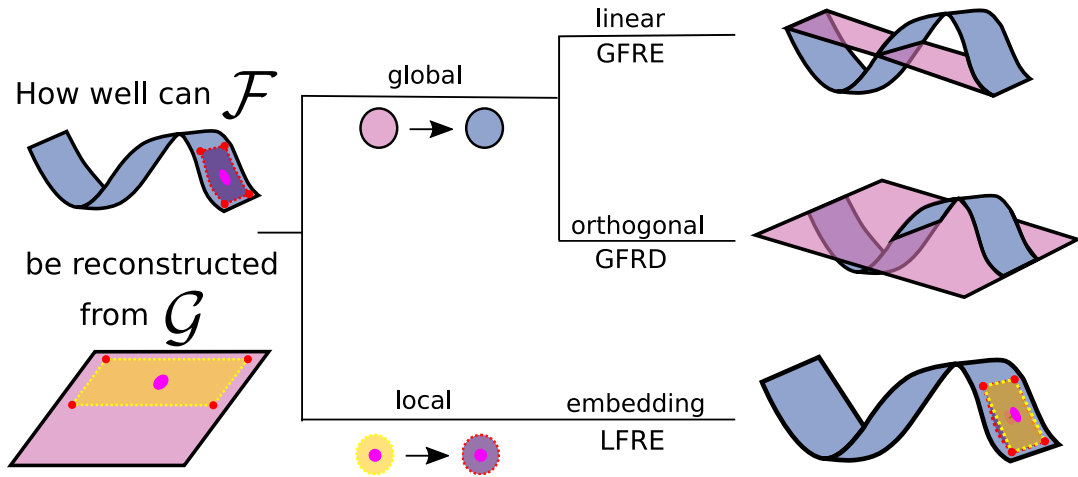 How well can ℱ
be reconstructed
from 𝒢
global
linear
GFRE
orthogonal
GFRD
local
embedding
LFRE